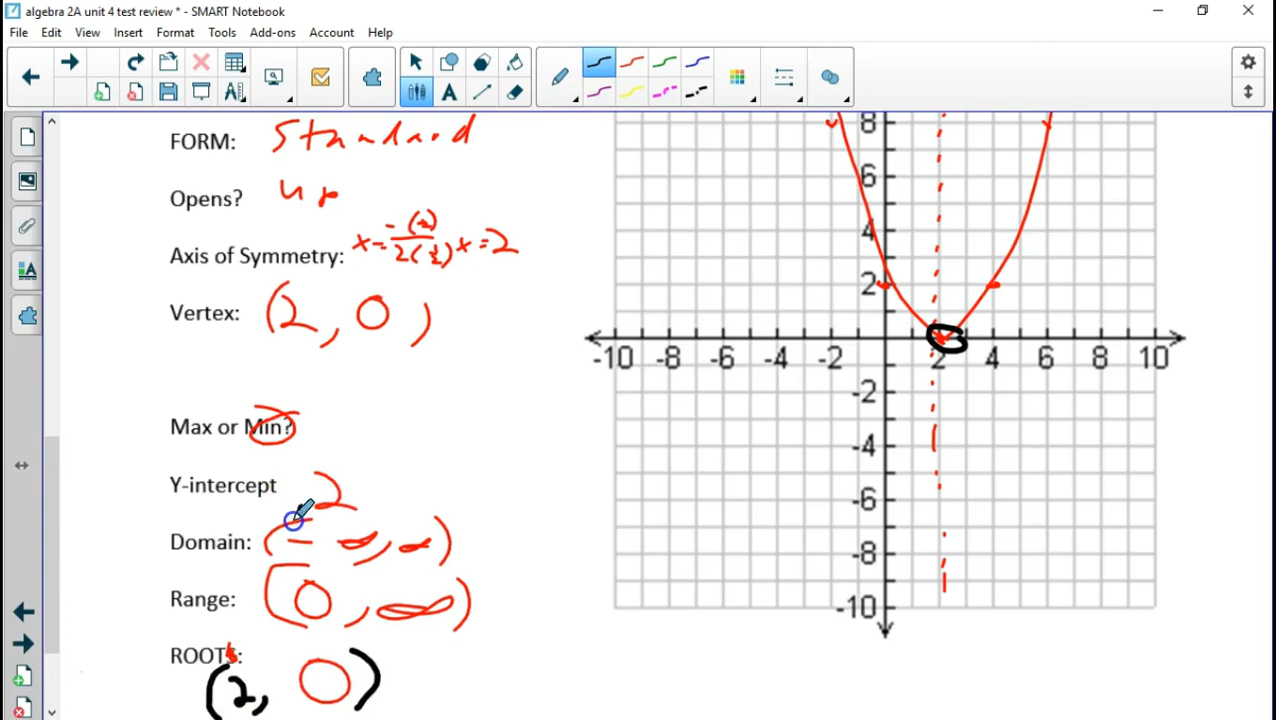 algebra 2A unit 4 test review * - SMART Notebook
File Edit View Insert Format Tools Add-ons Account Help
FORM: Standard
Opens? up
Axis of Symmetry: x = -(-2) / 2(1/2) x = 2
Vertex: (2, 0)
Max or Min?
Y-intercept 2
Domain: (-∞, ∞)
Range: [0, ∞)
ROOTS:
(2, 0)
8
6
4
2
-10 -8 -6 -4 -2 2 4 6 8 10
-2
-4
-6
-8
-10